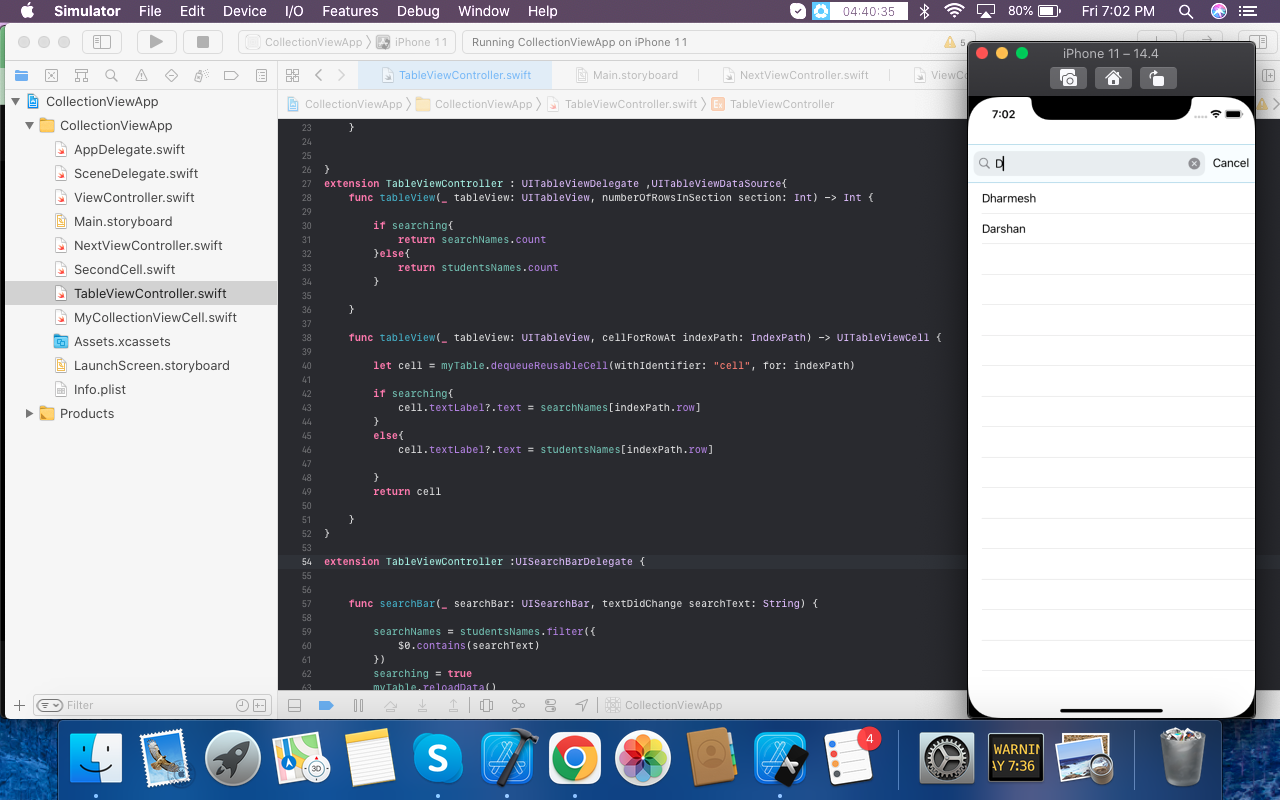 Simulator File Edit Device I/O Features Debug Window Help 04:40:35 80% Fri 7:02 PM
CollectionViewApp iPhone 11 Running CollectionViewApp on iPhone 11 5
TableViewController.swift Main.storyboard NextViewController.swift ViewCo
CollectionViewApp CollectionViewApp TableViewController.swift TableViewController
CollectionViewApp
CollectionViewApp
AppDelegate.swift
SceneDelegate.swift
ViewController.swift
Main.storyboard
NextViewController.swift
SecondCell.swift
TableViewController.swift
MyCollectionViewCell.swift
Assets.xcassets
LaunchScreen.storyboard
Info.plist
Products
Filter
23 }
24
25
26 }
27 extension TableViewController : UITableViewDelegate ,UITableViewDataSource{
28 func tableView(_ tableView: UITableView, numberOfRowsInSection section: Int) -> Int {
29
30 if searching{
31 return searchNames.count
32 }else{
33 return studentsNames.count
34 }
35
36 }
37
38 func tableView(_ tableView: UITableView, cellForRowAt indexPath: IndexPath) -> UITableViewCell {
39
40 let cell = myTable.dequeueReusableCell(withIdentifier: "cell", for: indexPath)
41
42 if searching{
43 cell.textLabel?.text = searchNames[indexPath.row]
44 }
45 else{
46 cell.textLabel?.text = studentsNames[indexPath.row]
47
48 }
49 return cell
50
51 }
52 }
53
54 extension TableViewController :UISearchBarDelegate {
55
56
57 func searchBar(_ searchBar: UISearchBar, textDidChange searchText: String) {
58
59 searchNames = studentsNames.filter({
60 $0.contains(searchText)
61 })
62 searching = true
63 myTable.reloadData()
CollectionViewApp
iPhone 11 – 14.4
7:02
D Cancel
Dharmesh
Darshan
3D
4
WARNIN
AY 7:36